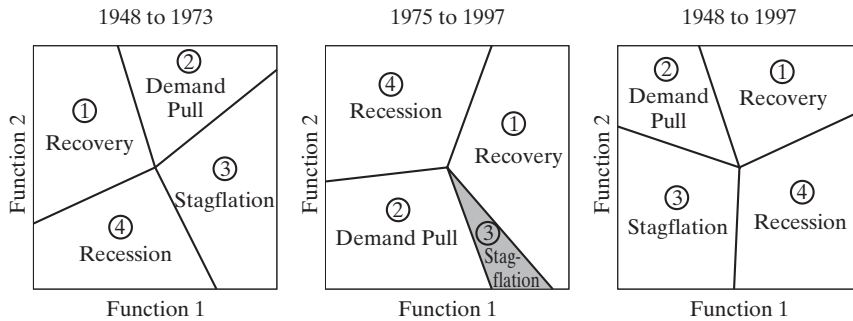 1948 to 1973
Function 2
② Demand
Pull
① Recovery
③ Stagflation
④ Recession
Function 1
1975 to 1997
Function 2
④ Recession
① Recovery
② Demand Pull
③ Stag-
flation
Function 1
1948 to 1997
Function 2
② Demand
Pull
① Recovery
③ Stagflation
④ Recession
Function 1